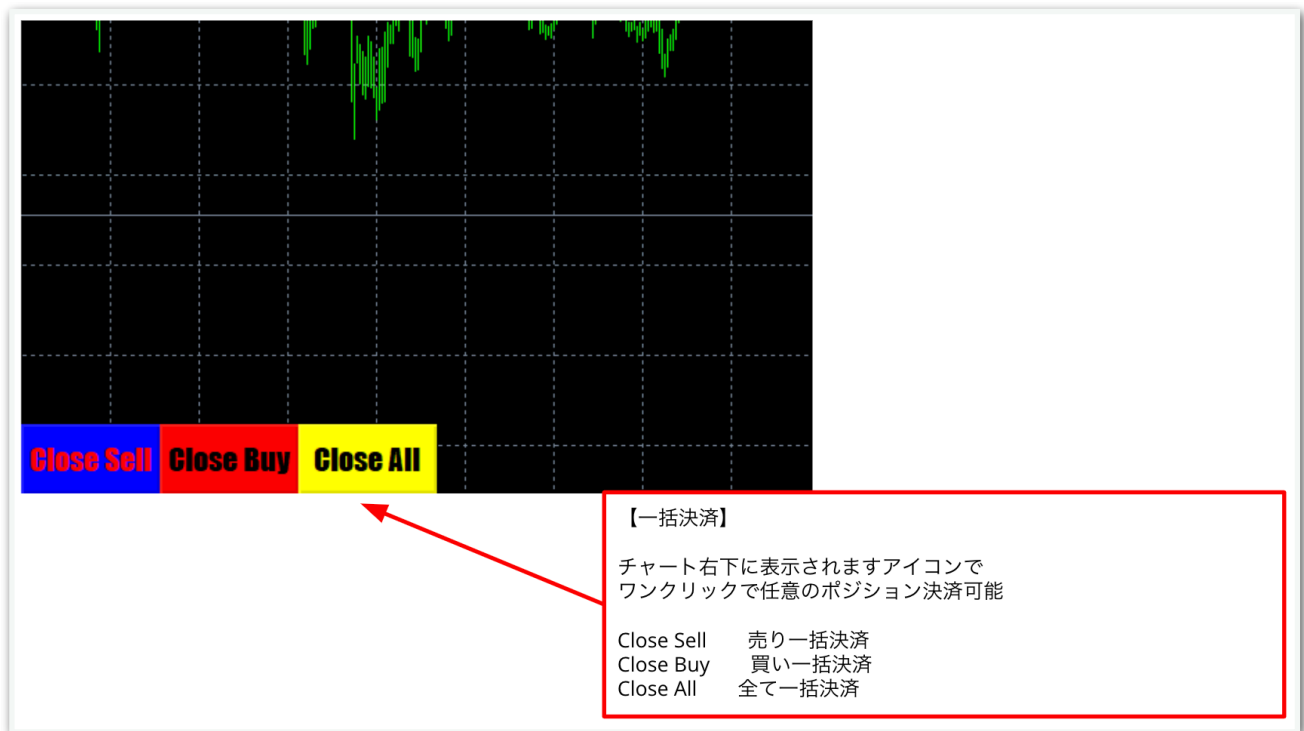 Close Sell Close Buy Close All
【一括決済】
チャート右下に表示されますアイコンで
ワンクリックで任意のポジション決済可能
Close Sell　　売り一括決済
Close Buy　　買い一括決済
Close All　　全て一括決済